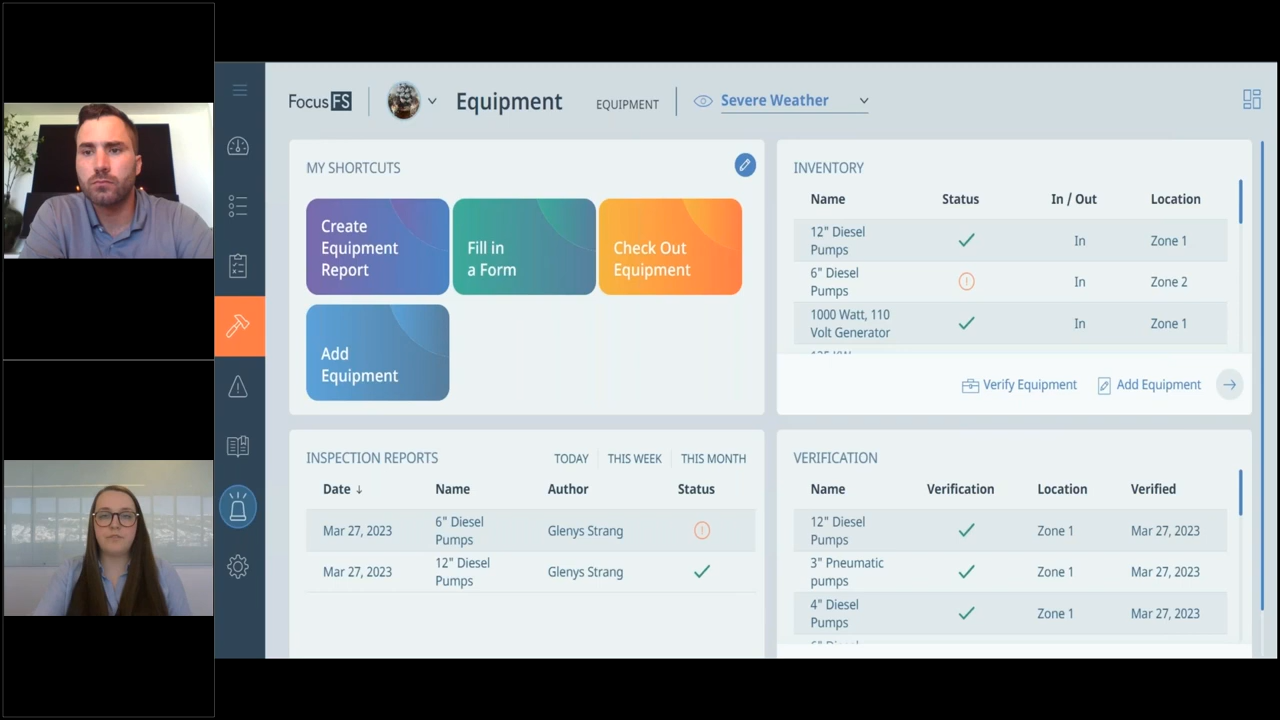 FocusFS
Equipment
EQUIPMENT
Severe Weather
MY SHORTCUTS
Create
Equipment
Report
Fill in
a Form
Check Out
Equipment
Add
Equipment
INVENTORY
Name Status In / Out Location
12" Diesel
Pumps
In Zone 1
6" Diesel
Pumps
In Zone 2
1000 Watt, 110
Volt Generator
In Zone 1
Verify Equipment Add Equipment
INSPECTION REPORTS
TODAY THIS WEEK THIS MONTH
Date ↓ Name Author Status
Mar 27, 2023
6" Diesel
Pumps
Glenys Strang
Mar 27, 2023
12" Diesel
Pumps
Glenys Strang
VERIFICATION
Name Verification Location Verified
12" Diesel
Pumps
Zone 1 Mar 27, 2023
3" Pneumatic
pumps
Zone 1 Mar 27, 2023
4" Diesel
Pumps
Zone 1 Mar 27, 2023